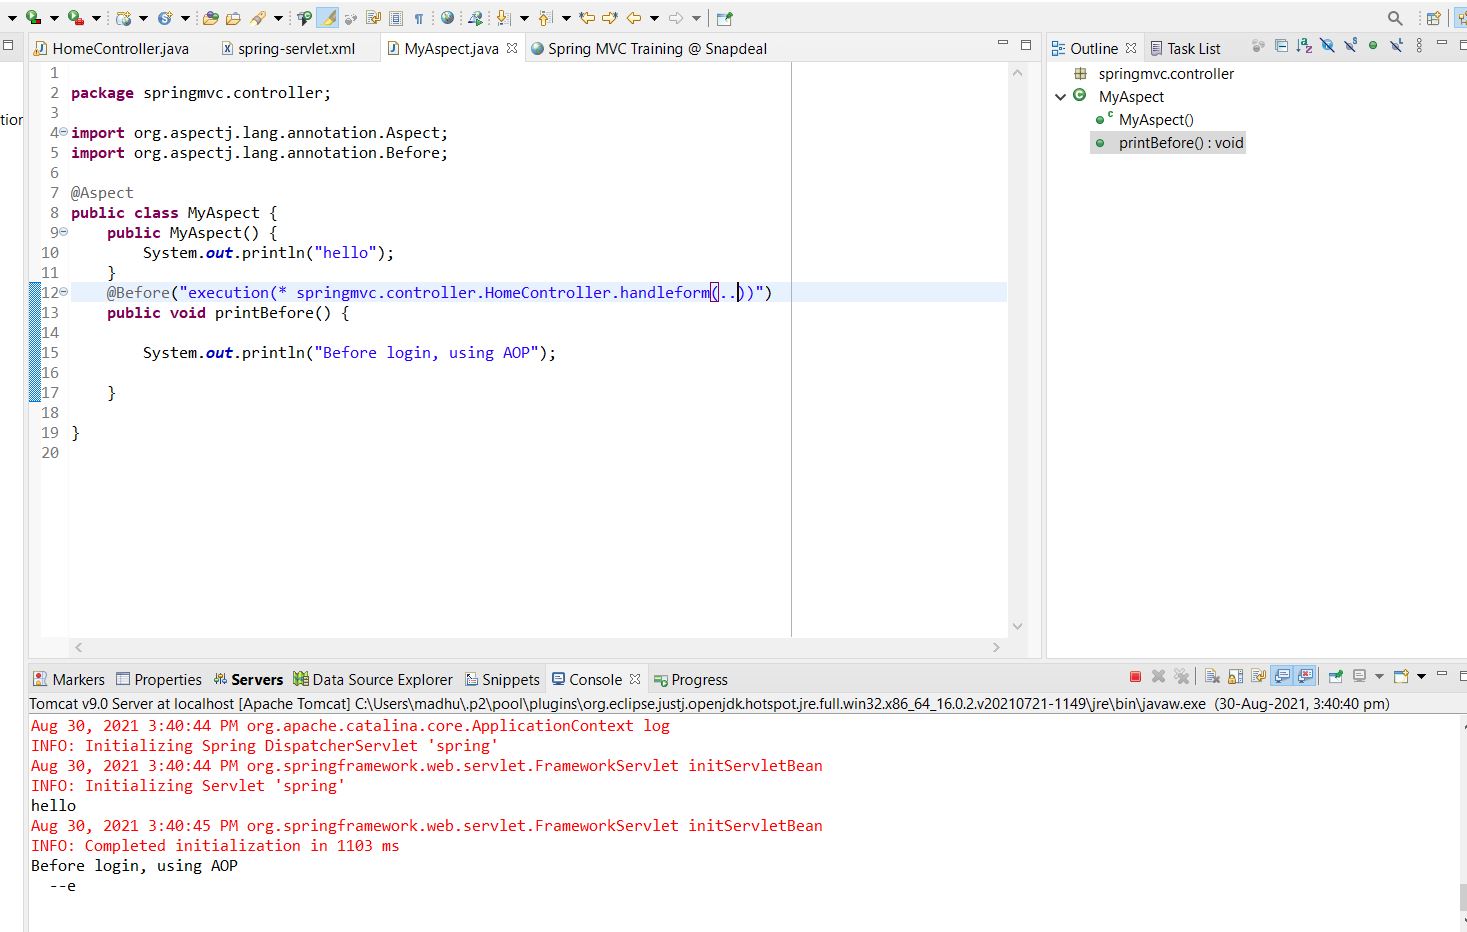 HomeController.java
spring-servlet.xml
MyAspect.java
Spring MVC Training @ Snapdeal
Outline
Task List
tion
1
2 package springmvc.controller;
3
4 import org.aspectj.lang.annotation.Aspect;
5 import org.aspectj.lang.annotation.Before;
6
7 @Aspect
8 public class MyAspect {
9 public MyAspect() {
10 System.out.println("hello");
11 }
12 @Before("execution(* springmvc.controller.HomeController.handleform(..))")
13 public void printBefore() {
14
15 System.out.println("Before login, using AOP");
16
17 }
18
19 }
20
springmvc.controller
MyAspect
MyAspect()
printBefore() : void
Markers
Properties
Servers
Data Source Explorer
Snippets
Console
Progress
Tomcat v9.0 Server at localhost [Apache Tomcat] C:\Users\madhu\.p2\pool\plugins\org.eclipse.justj.openjdk.hotspot.jre.full.win32.x86_64_16.0.2.v20210721-1149\jre\bin\javaw.exe (30-Aug-2021, 3:40:40 pm)
Aug 30, 2021 3:40:44 PM org.apache.catalina.core.ApplicationContext log
INFO: Initializing Spring DispatcherServlet 'spring'
Aug 30, 2021 3:40:44 PM org.springframework.web.servlet.FrameworkServlet initServletBean
INFO: Initializing Servlet 'spring'
hello
Aug 30, 2021 3:40:45 PM org.springframework.web.servlet.FrameworkServlet initServletBean
INFO: Completed initialization in 1103 ms
Before login, using AOP
--e